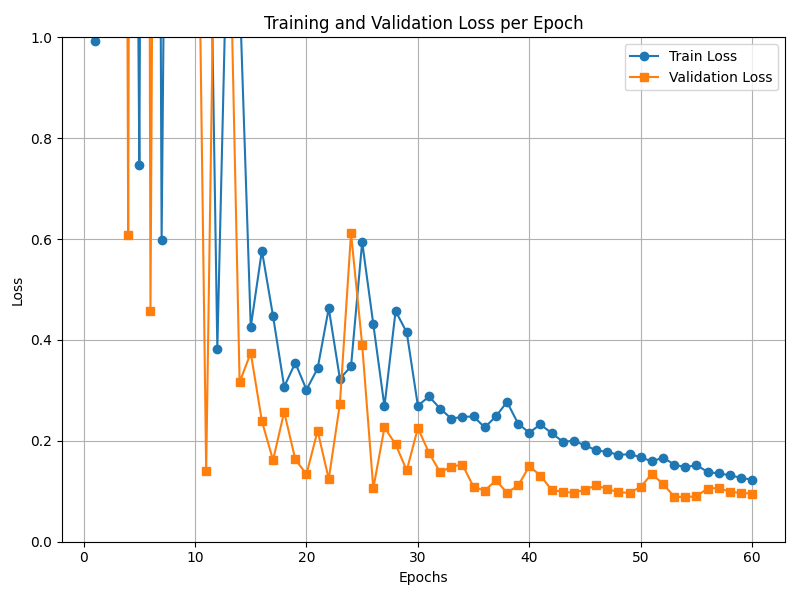 Training and Validation Loss per Epoch
Train Loss
Validation Loss
Loss
1.0
0.8
0.6
0.4
0.2
0.0
0 10 20 30 40 50 60
Epochs